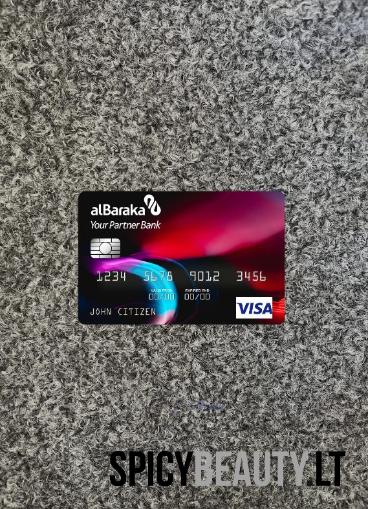 alBaraka
Your Partner Bank
1234 5678 9012 3456
00/00 00/00
JOHN CITIZEN
VISA
SPICYBEAUTY.LT